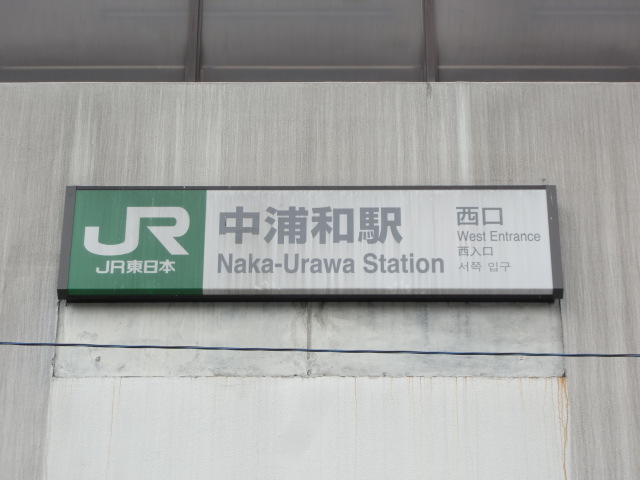 JR
JR東日本
中浦和駅
Naka-Urawa Station
西口
West Entrance
西入口
서쪽 입구